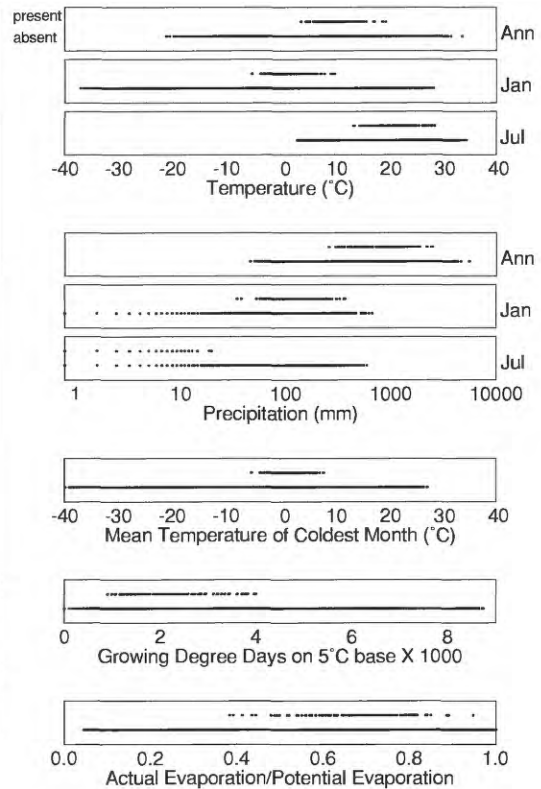 present
absent
Ann
Jan
Jul
-40 -30 -20 -10 0 10 20 30 40
Temperature (˚C)
Ann
Jan
Jul
1 10 100 1000 10000
Precipitation (mm)
-40 -30 -20 -10 0 10 20 30 40
Mean Temperature of Coldest Month (˚C)
0 2 4 6 8
Growing Degree Days on 5˚C base X 1000
0.0 0.2 0.4 0.6 0.8 1.0
Actual Evaporation/Potential Evaporation